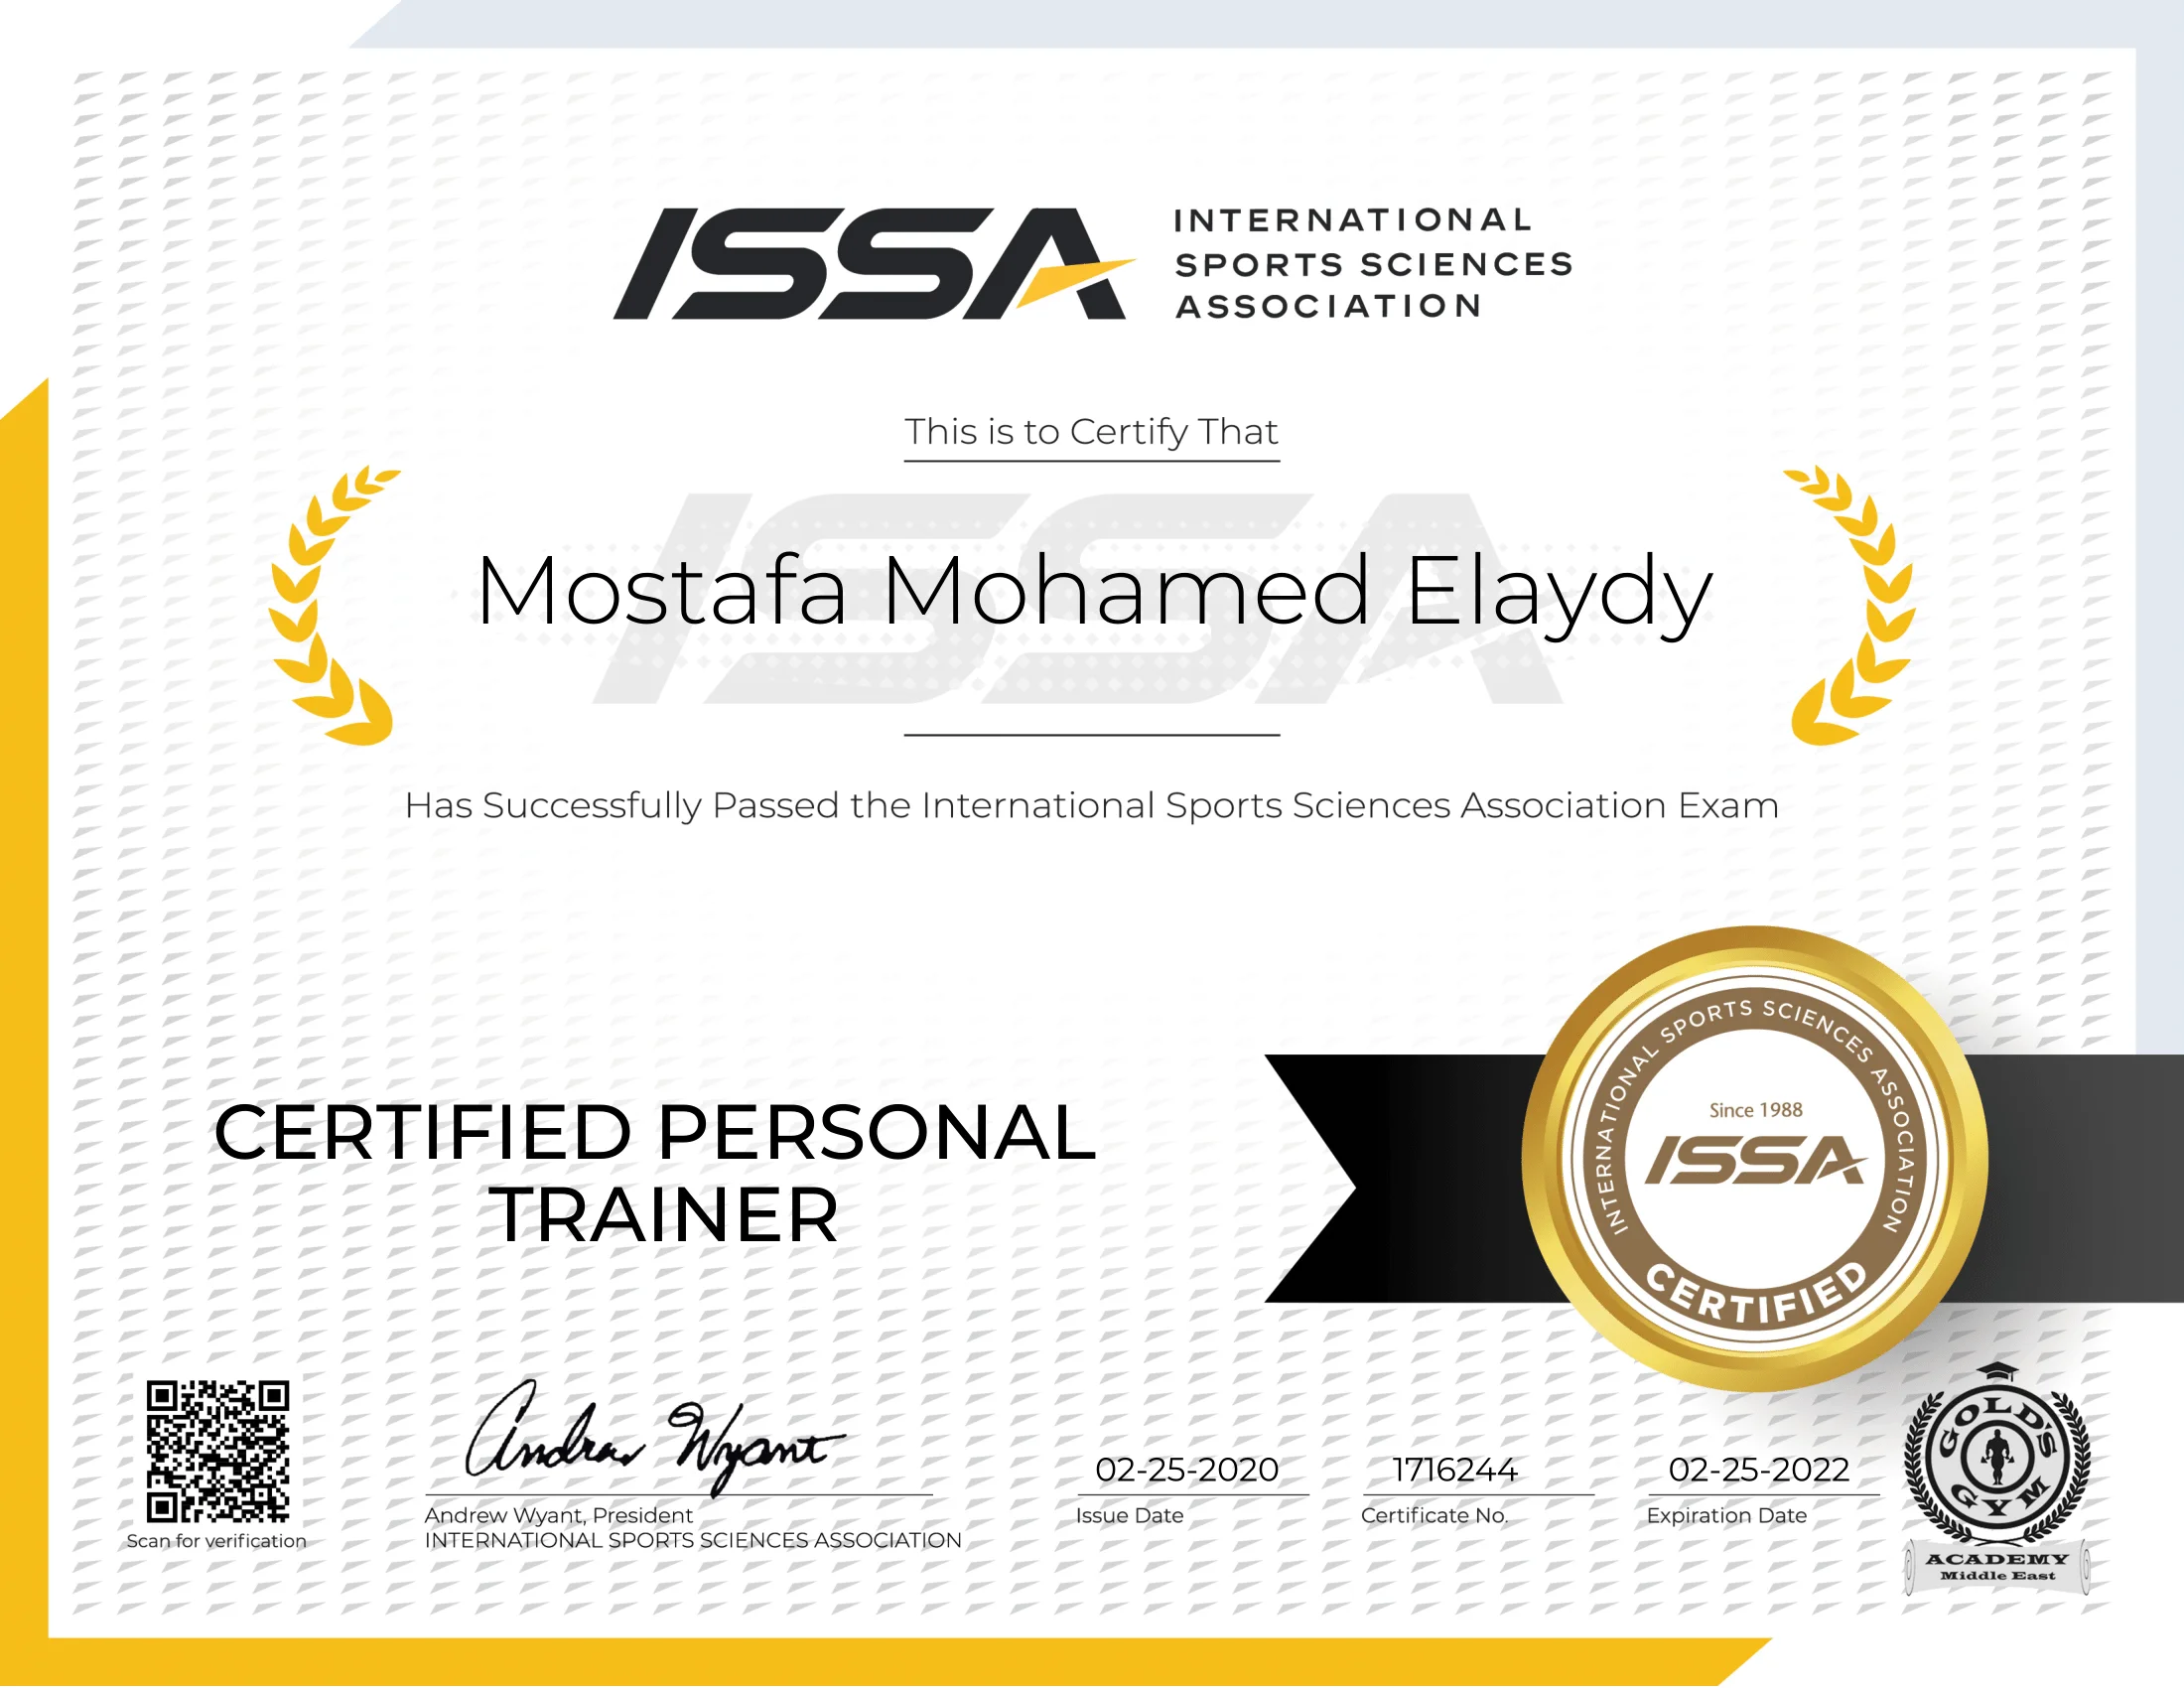 ISSA
INTERNATIONAL
SPORTS SCIENCES
ASSOCIATION
This is to Certify That
ISSA
Mostafa Mohamed Elaydy
Has Successfully Passed the International Sports Sciences Association Exam
CERTIFIED PERSONAL
TRAINER
INTERNATIONAL SPORTS SCIENCES ASSOCIATION
Since 1988
ISSA
CERTIFIED
Scan for verification
Andrew Wyant
Andrew Wyant, President
INTERNATIONAL SPORTS SCIENCES ASSOCIATION
02-25-2020
Issue Date
1716244
Certificate No.
02-25-2022
Expiration Date
GOLD'S
GYM
ACADEMY
Middle East